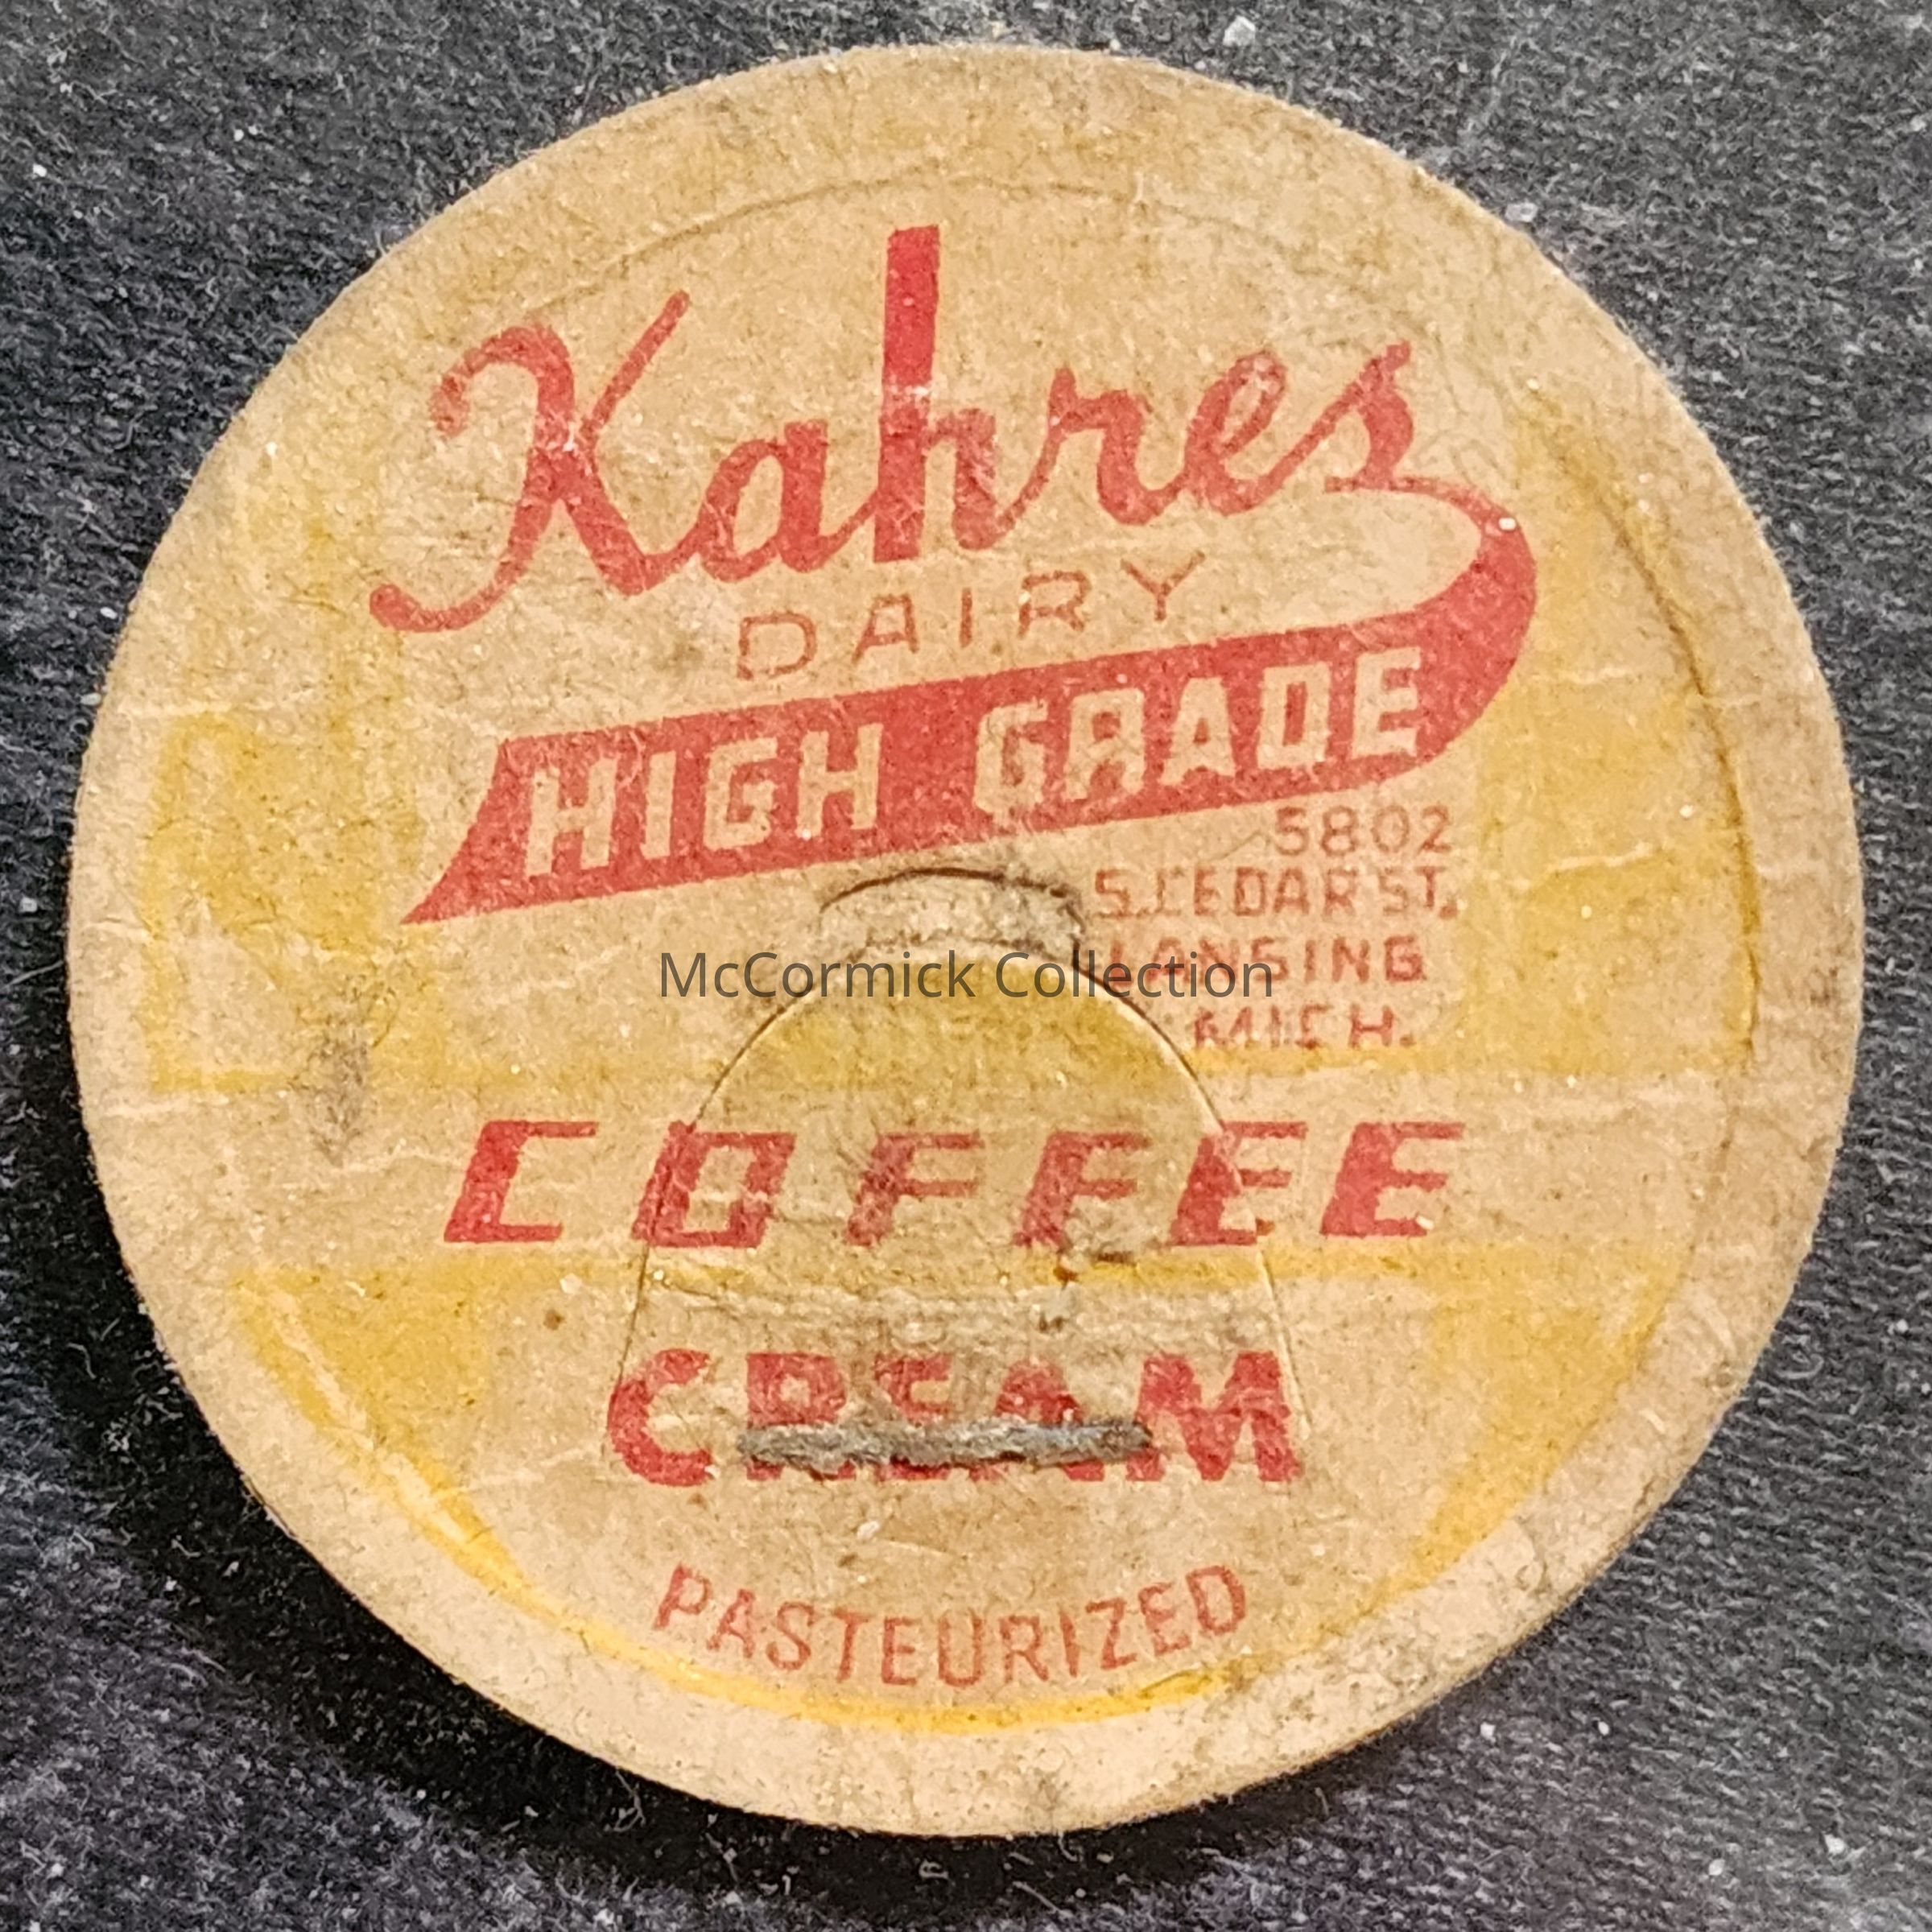 Kahres
DAIRY
HIGH GRADE
5802
S. CEDAR ST.
LANSING
MICH.
McCormick Collection
COFFEE
CREAM
PASTEURIZED